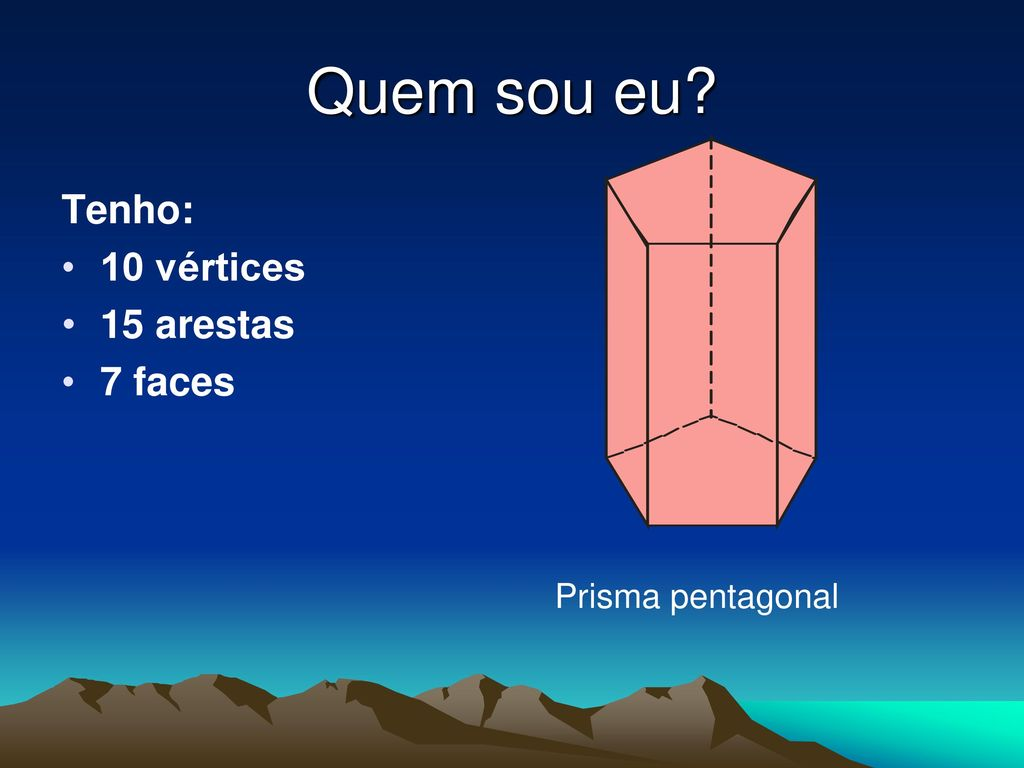 Quem sou eu?
Tenho:
• 10 vértices
• 15 arestas
• 7 faces
Prisma pentagonal